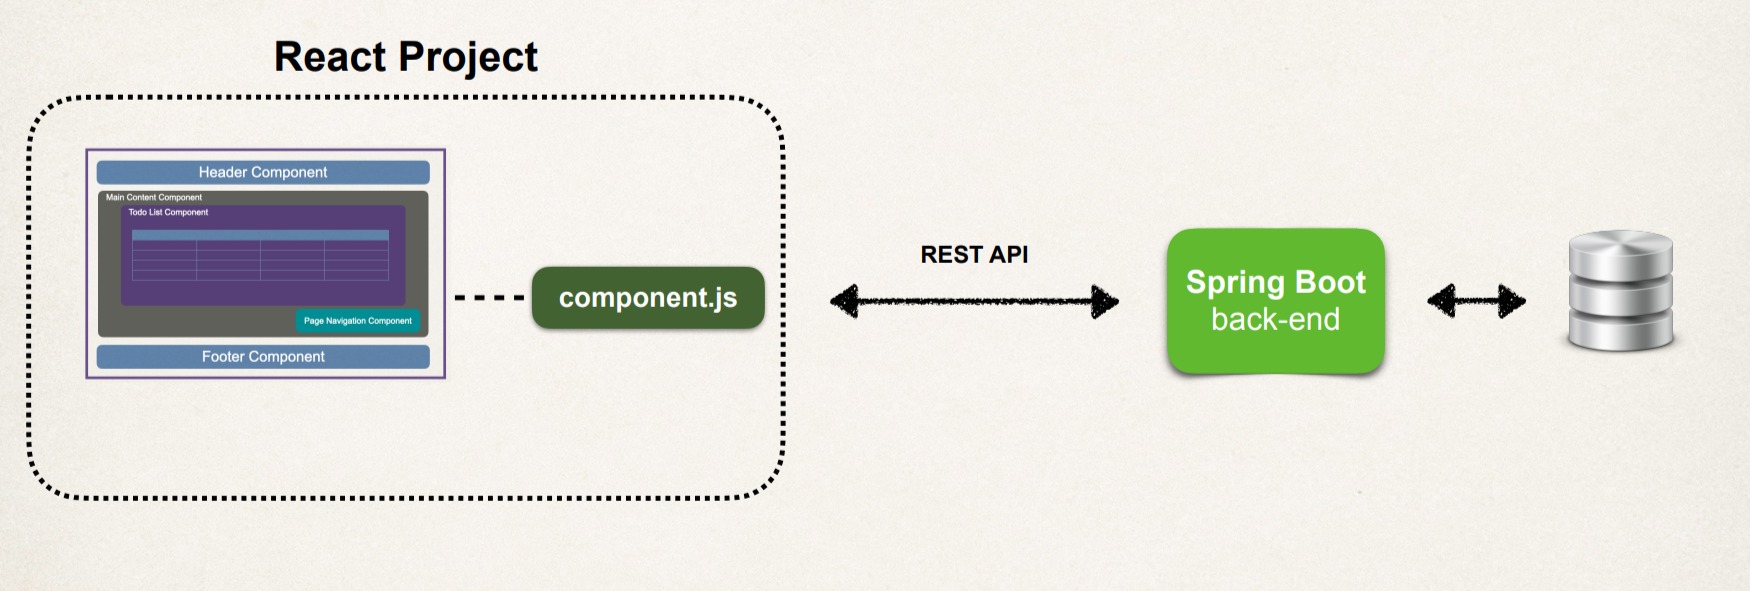 React Project
Header Component
Main Content Component
Todo List Component
Page Navigation Component
Footer Component
component.js
REST API
Spring Boot
back-end